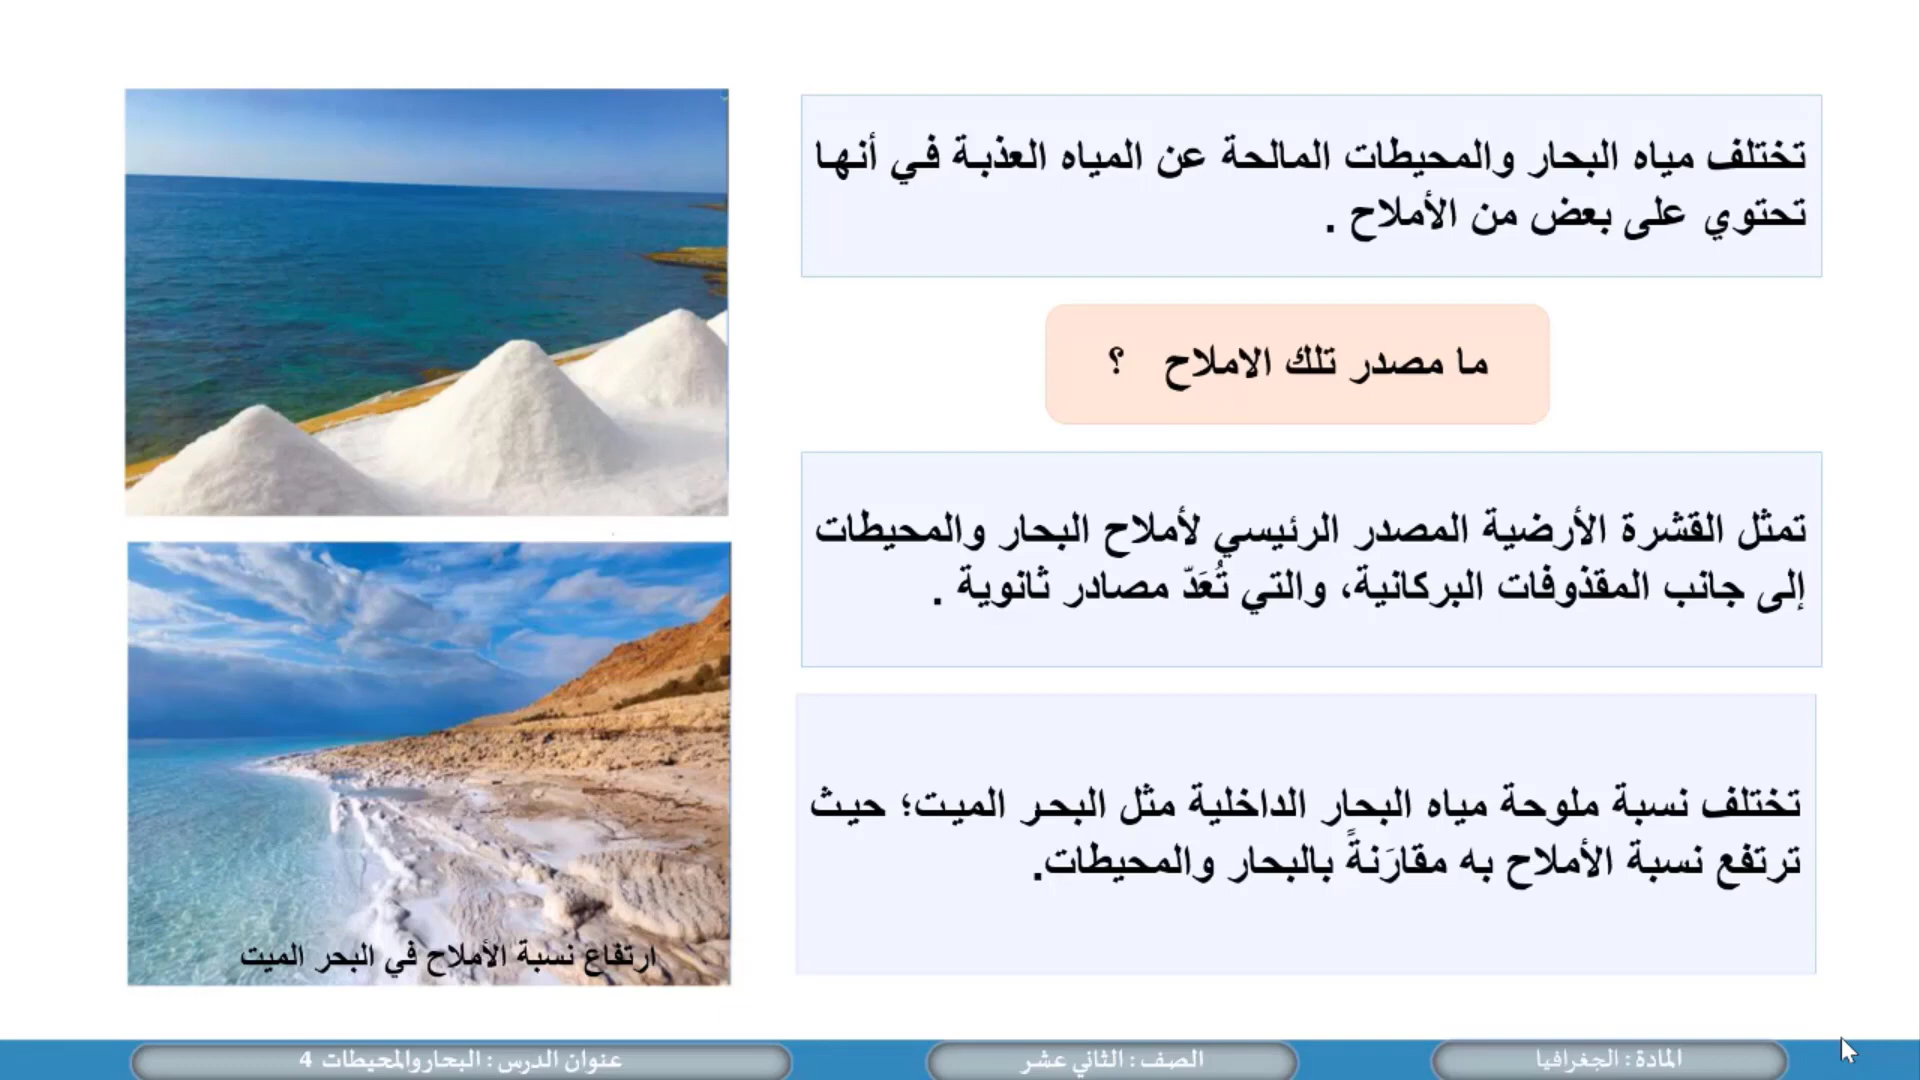 تختلف مياه البحار والمحيطات المالحة عن المياه العذبة في أنها
تحتوي على بعض من الأملاح .
ما مصدر تلك الاملاح ؟
تمثل القشرة الأرضية المصدر الرئيسي لأملاح البحار والمحيطات
إلى جانب المقذوفات البركانية، والتي تُعَدّ مصادر ثانوية .
تختلف نسبة ملوحة مياه البحار الداخلية مثل البحر الميت؛ حيث
ترتفع نسبة الأملاح به مقارَنةً بالبحار والمحيطات.
ارتفاع نسبة الأملاح في البحر الميت
المادة : الجغرافيا
الصف : الثاني عشر
عنوان الدرس : البحار والمحيطات 4